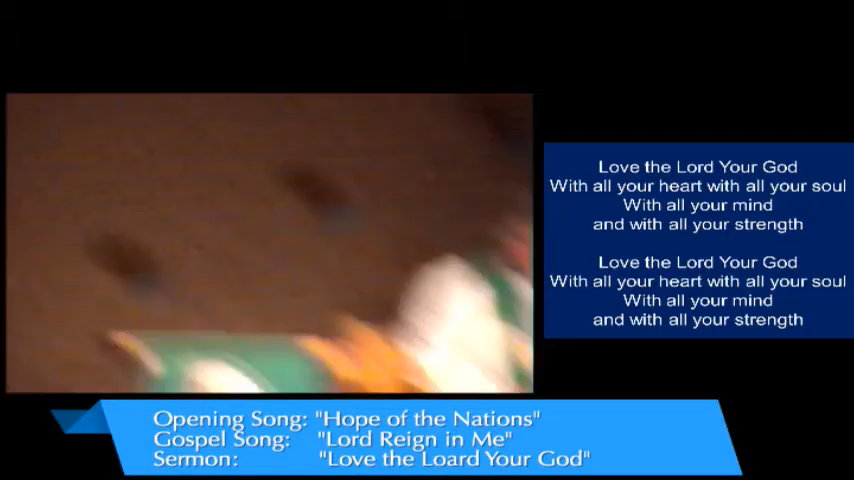 Love the Lord Your God
With all your heart with all your soul
With all your mind
and with all your strength
Love the Lord Your God
With all your heart with all your soul
With all your mind
and with all your strength
Opening Song: "Hope of the Nations"
Gospel Song: "Lord Reign in Me"
Sermon: "Love the Loard Your God"